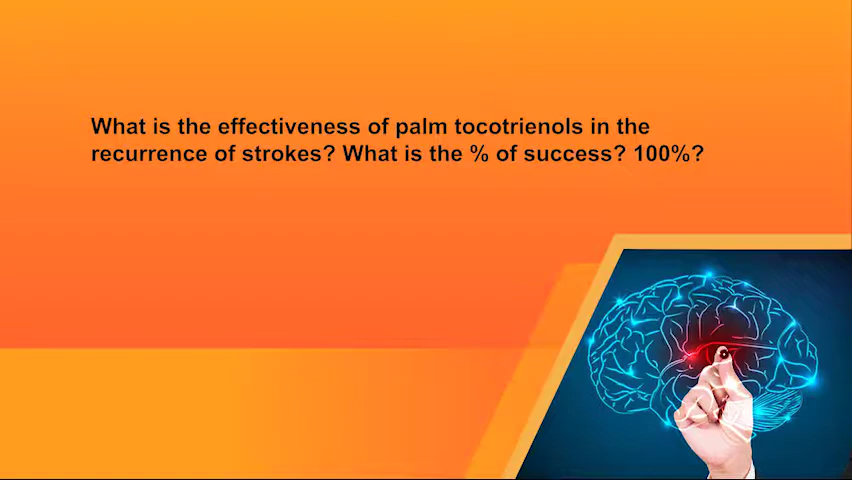 What is the effectiveness of palm tocotrienols in the
recurrence of strokes? What is the % of success? 100%?